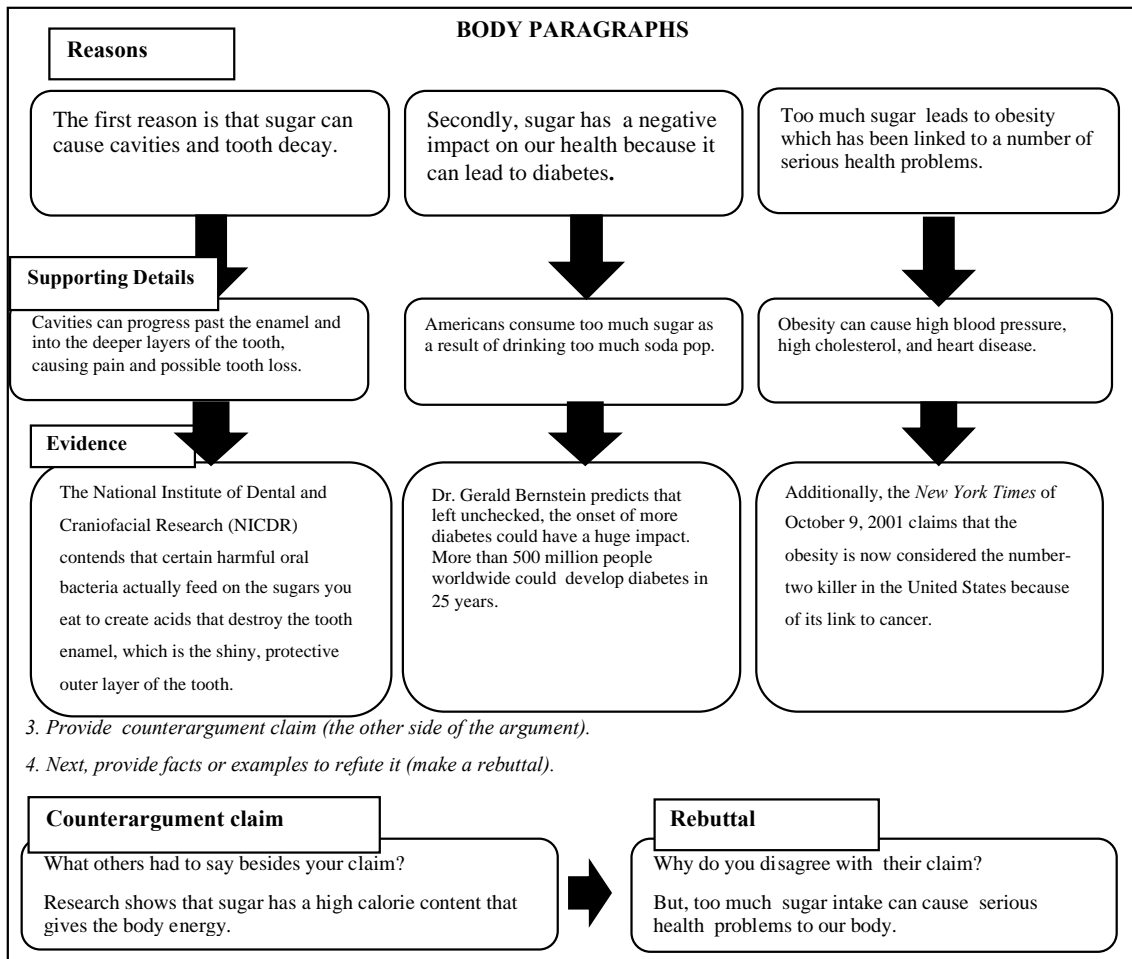 BODY PARAGRAPHS
Reasons
The first reason is that sugar can
cause cavities and tooth decay.
Secondly, sugar has a negative
impact on our health because it
can lead to diabetes.
Too much sugar leads to obesity
which has been linked to a number of
serious health problems.
Supporting Details
Cavities can progress past the enamel and
into the deeper layers of the tooth,
causing pain and possible tooth loss.
Americans consume too much sugar as
a result of drinking too much soda pop.
Obesity can cause high blood pressure,
high cholesterol, and heart disease.
Evidence
The National Institute of Dental and
Craniofacial Research (NICDR)
contends that certain harmful oral
bacteria actually feed on the sugars you
eat to create acids that destroy the tooth
enamel, which is the shiny, protective
outer layer of the tooth.
Dr. Gerald Bernstein predicts that
left unchecked, the onset of more
diabetes could have a huge impact.
More than 500 million people
worldwide could develop diabetes in
25 years.
Additionally, the New York Times of
October 9, 2001 claims that the
obesity is now considered the number-
two killer in the United States because
of its link to cancer.
3. Provide counterargument claim (the other side of the argument).
4. Next, provide facts or examples to refute it (make a rebuttal).
Counterargument claim
What others had to say besides your claim?
Research shows that sugar has a high calorie content that
gives the body energy.
Rebuttal
Why do you disagree with their claim?
But, too much sugar intake can cause serious
health problems to our body.